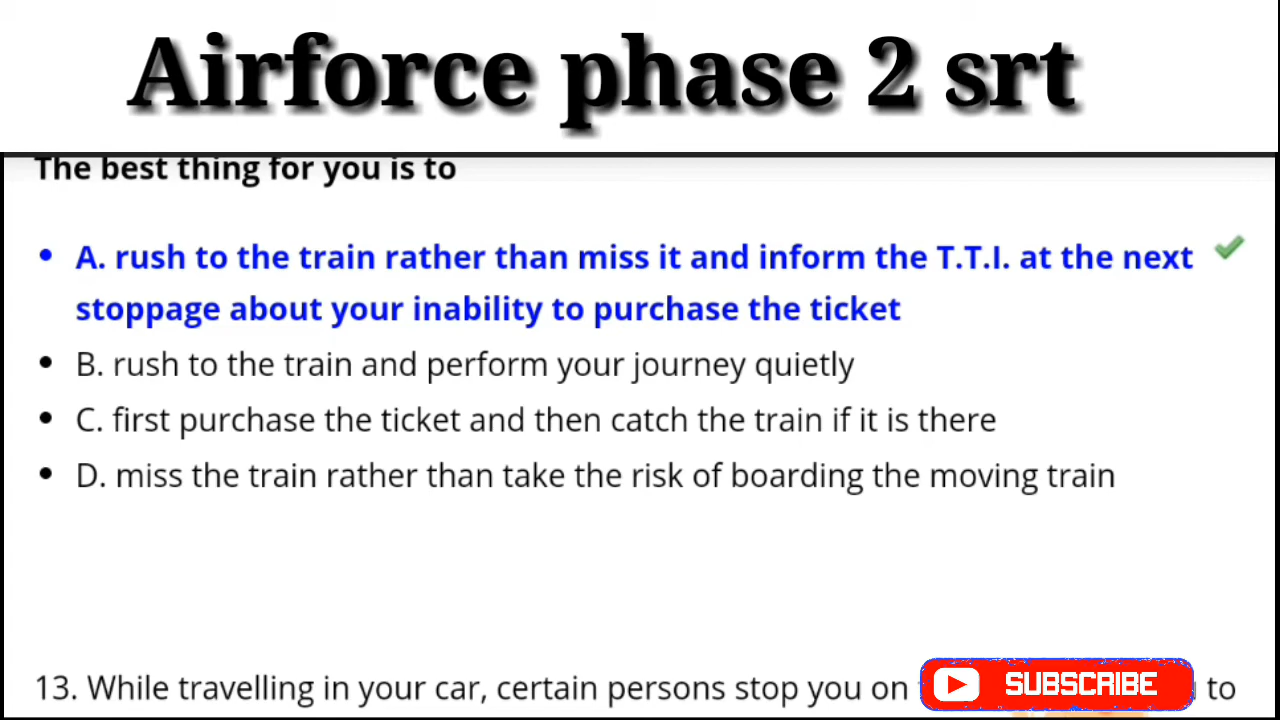 Airforce phase 2 srt
The best thing for you is to
A. rush to the train rather than miss it and inform the T.T.I. at the next
stoppage about your inability to purchase the ticket
B. rush to the train and perform your journey quietly
C. first purchase the ticket and then catch the train if it is there
D. miss the train rather than take the risk of boarding the moving train
13. While travelling in your car, certain persons stop you on SUBSCRIBE to